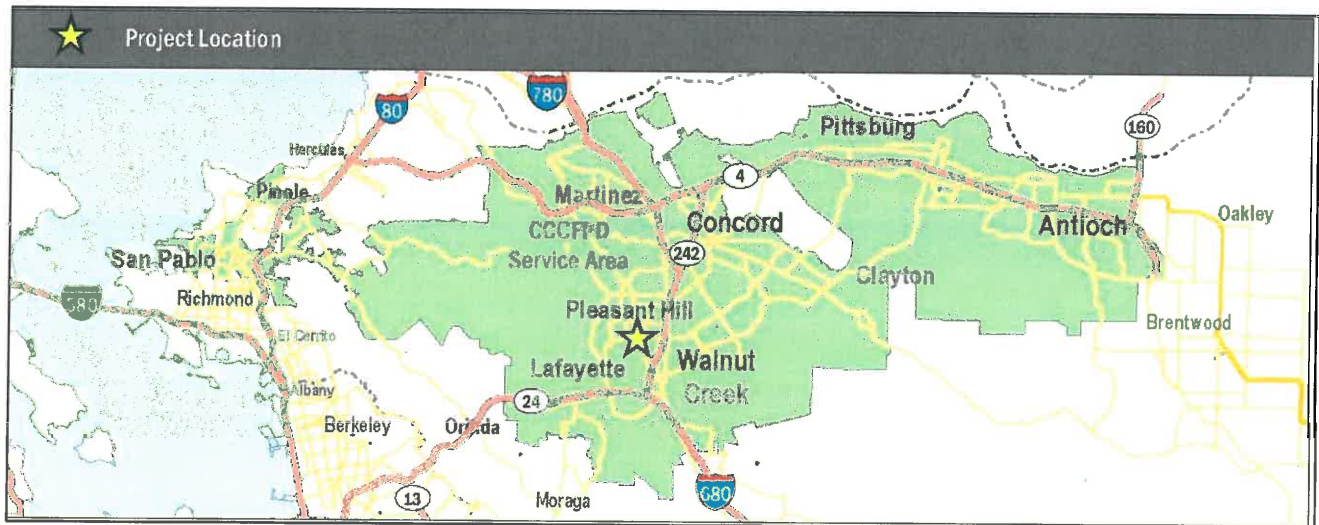 Project Location
80
780
160
Hercules
Pittsburg
Pinole
Martinez
4
Oakley
CCCFPD
Concord
Antioch
San Pablo
Service Area
242
Clayton
Richmond
580
Pleasant Hill
Brentwood
El Cerrito
Lafayette
Walnut
Creek
Albany
24
Berkeley
Orinda
13
Moraga
680